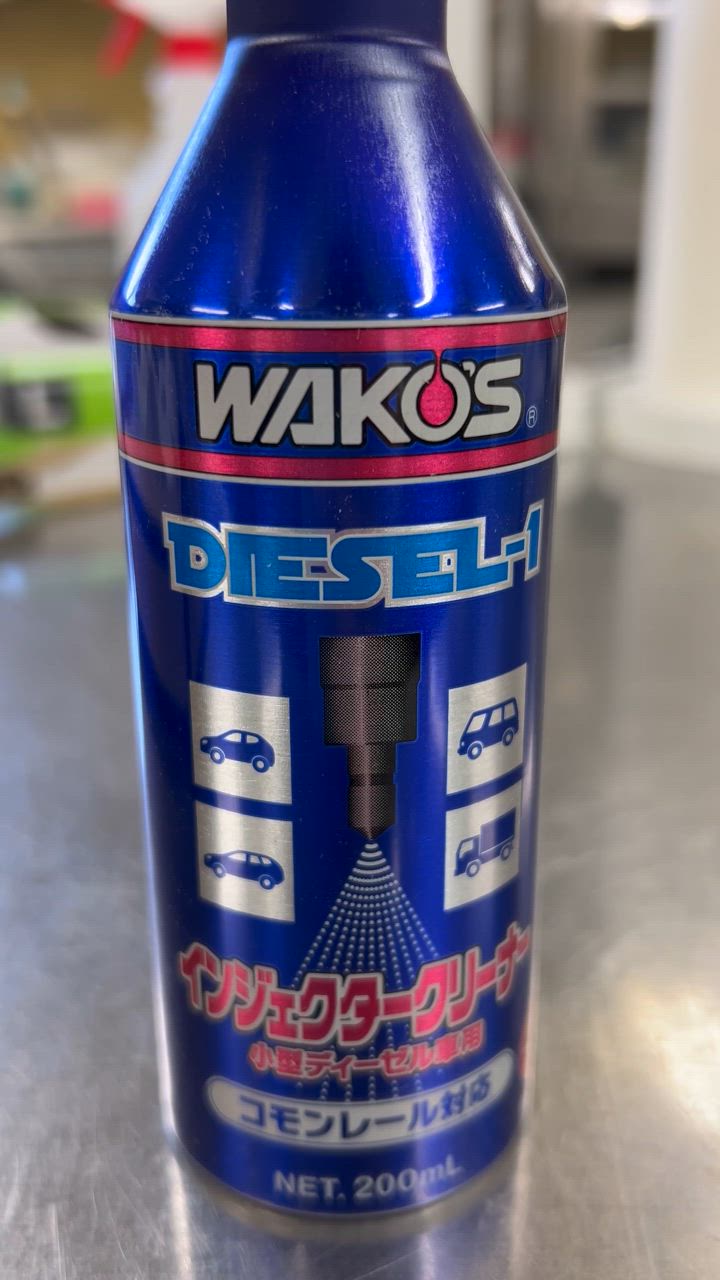 WAKO'S®
DIESEL-1
インジェクタークリーナー
小型ディーゼル車用
コモンレール対応
NET. 200mL